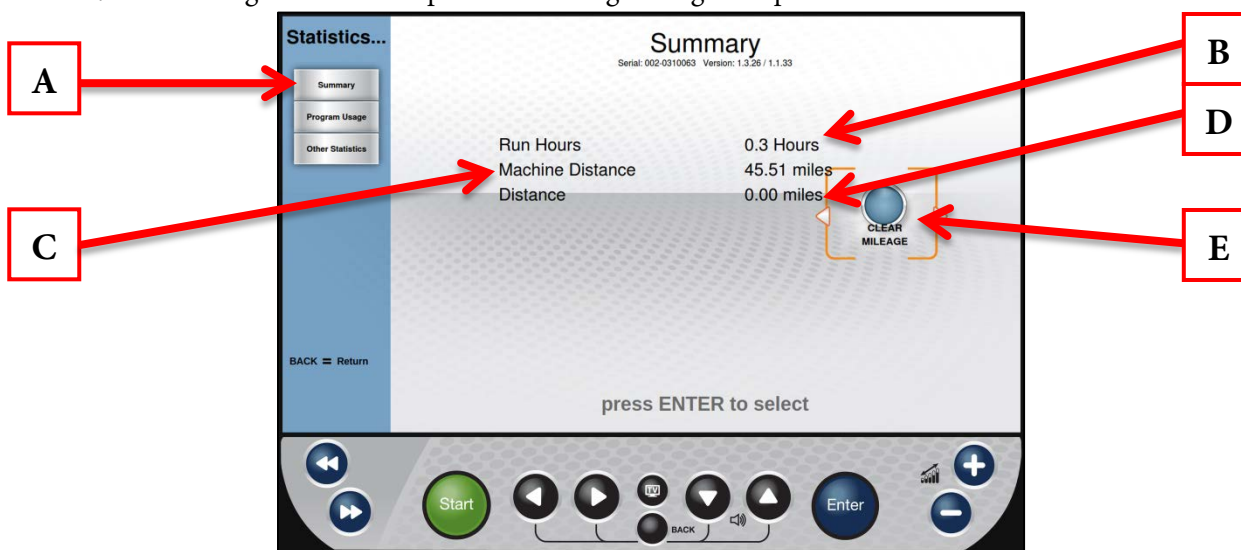 Statistics...
Summary
Program Usage
Other Statistics
BACK = Return
Summary
Serial: 002-0310063 Version: 1.3.26 / 1.1.33
Run Hours 0.3 Hours
Machine Distance 45.51 miles
Distance 0.00 miles
CLEAR
MILEAGE
press ENTER to select
A
B
D
C
E
Start
TV
BACK
Enter